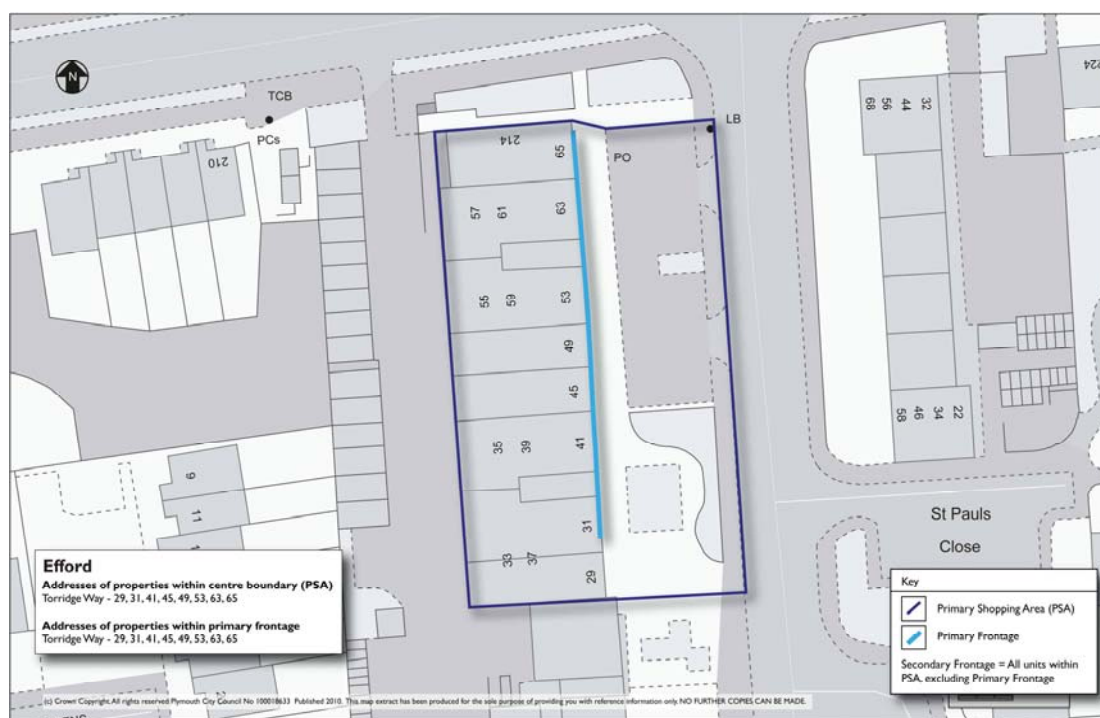 N
TCB
PCs
210
214
65
PO
LB
68
56
44
32
224
57
61
63
55
59
53
49
45
35
39
41
31
33
37
29
58
46
34
22
9
11
St Pauls
Close
Efford
Addresses of properties within centre boundary (PSA)
Torridge Way - 29, 31, 41, 45, 49, 53, 63, 65
Addresses of properties within primary frontage
Torridge Way - 29, 31, 41, 45, 49, 53, 63, 65
Key
Primary Shopping Area (PSA)
Primary Frontage
Secondary Frontage = All units within
PSA, excluding Primary Frontage
(c) Crown Copyright. All rights reserved Plymouth City Council No 100018633 Published 2010. This map extract has been produced for the sole purpose of providing you with reference information only. NO FURTHER COPIES CAN BE MADE.